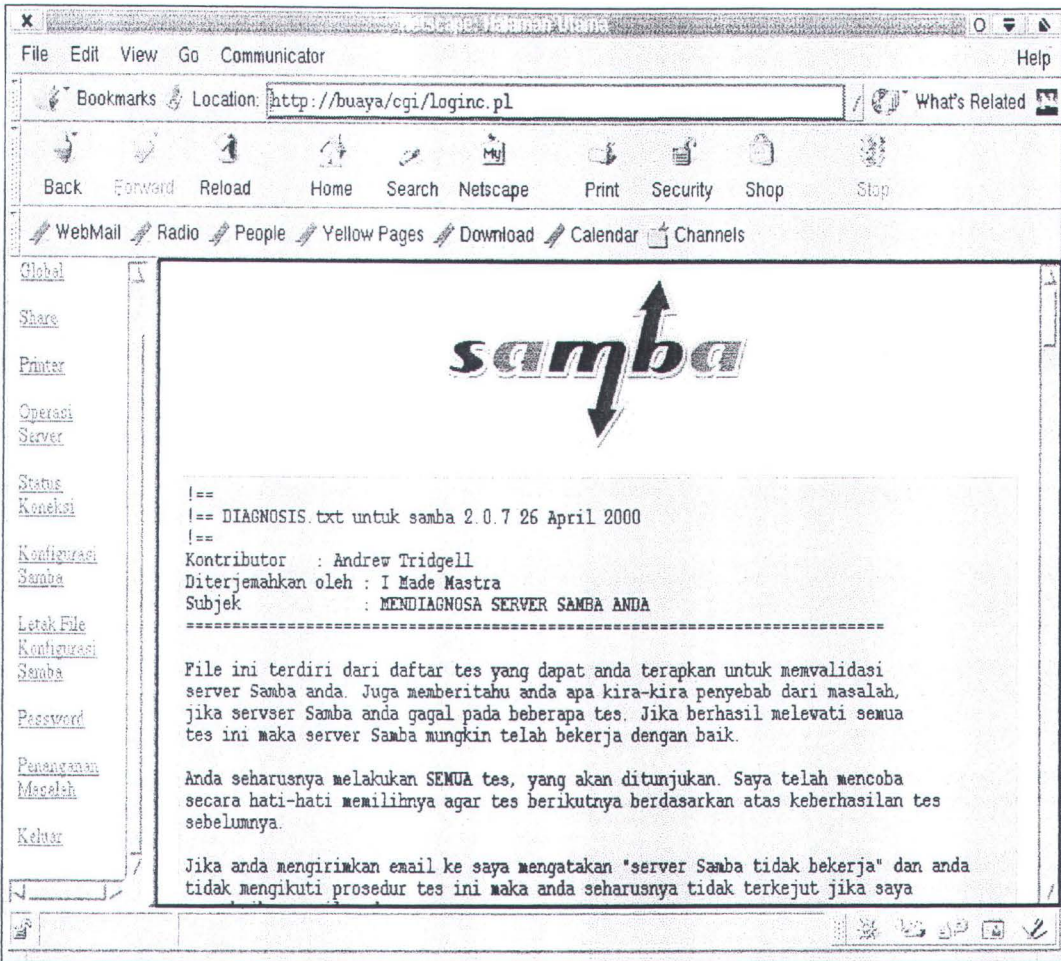 Netscape: Halaman Utama
File Edit View Go Communicator Help
Bookmarks Location: http://buaya/cgi/loginc.pl What's Related
My
Back Forward Reload Home Search Netscape Print Security Shop Stop
WebMail Radio People Yellow Pages Download Calendar Channels
Global
Share
Printer
Operasi
Server
Status
Koneksi
Konfigurasi
Samba
Letak File
Konfigurasi
Samba
Password
Penanganan
Masalah
Keluar
samba
!==
!== DIAGNOSIS.txt untuk samba 2.0.7 26 April 2000
!==
Kontributor : Andrew Tridgell
Diterjemahkan oleh : I Made Mastra
Subjek : MENDIAGNOSA SERVER SAMBA ANDA
===============================================================================
File ini terdiri dari daftar tes yang dapat anda terapkan untuk memvalidasi
server Samba anda. Juga memberitahu anda apa kira-kira penyebab dari masalah,
jika servser Samba anda gagal pada beberapa tes. Jika berhasil melewati semua
tes ini maka server Samba mungkin telah bekerja dengan baik.
Anda seharusnya melakukan SEMUA tes, yang akan ditunjukan. Saya telah mencoba
secara hati-hati memilihnya agar tes berikutnya berdasarkan atas keberhasilan tes
sebelumnya.
Jika anda mengirimkan email ke saya mengatakan "server Samba tidak bekerja" dan anda
tidak mengikuti prosedur tes ini maka anda seharusnya tidak terkejut jika saya